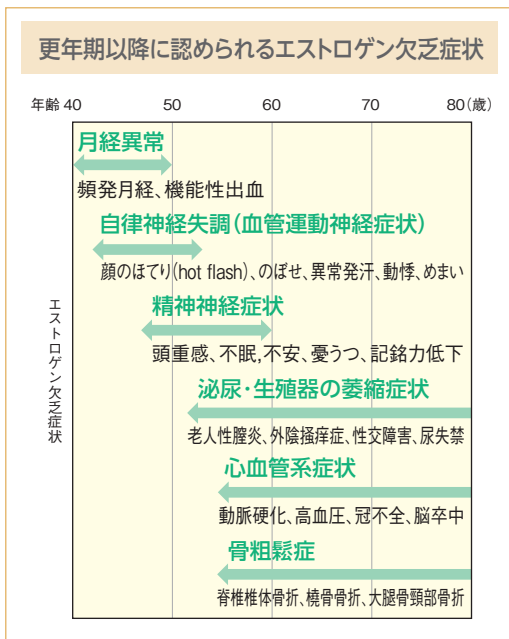 更年期以降に認められるエストロゲン欠乏症状
年齢 40 50 60 70 80(歳)
月経異常
頻発月経、機能性出血
自律神経失調(血管運動神経症状)
顔のほてり(hot flash)、のぼせ、異常発汗、動悸、めまい
精神神経症状
頭重感、不眠,不安、憂うつ、記銘力低下
泌尿・生殖器の萎縮症状
老人性膣炎、外陰掻痒症、性交障害、尿失禁
心血管系症状
動脈硬化、高血圧、冠不全、脳卒中
骨粗鬆症
脊椎椎体骨折、橈骨骨折、大腿骨頸部骨折
エストロゲン欠乏症状